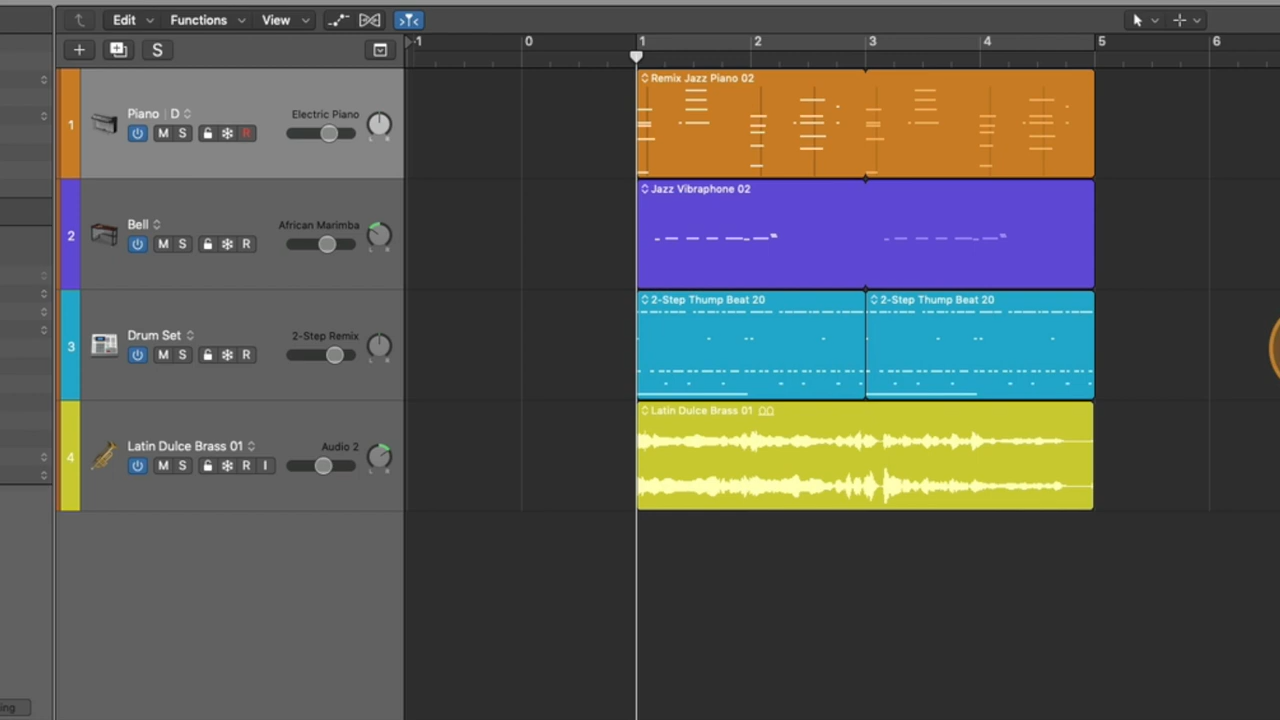 Edit Functions View
+ S
-1 0 1 2 3 4 5 6
1 Piano | D Electric Piano
M S R
Remix Jazz Piano 02
2 Bell African Marimba
M S R
Jazz Vibraphone 02
3 Drum Set 2-Step Remix
M S R
2-Step Thump Beat 20 2-Step Thump Beat 20
4 Latin Dulce Brass 01 Audio 2
M S R I
Latin Dulce Brass 01